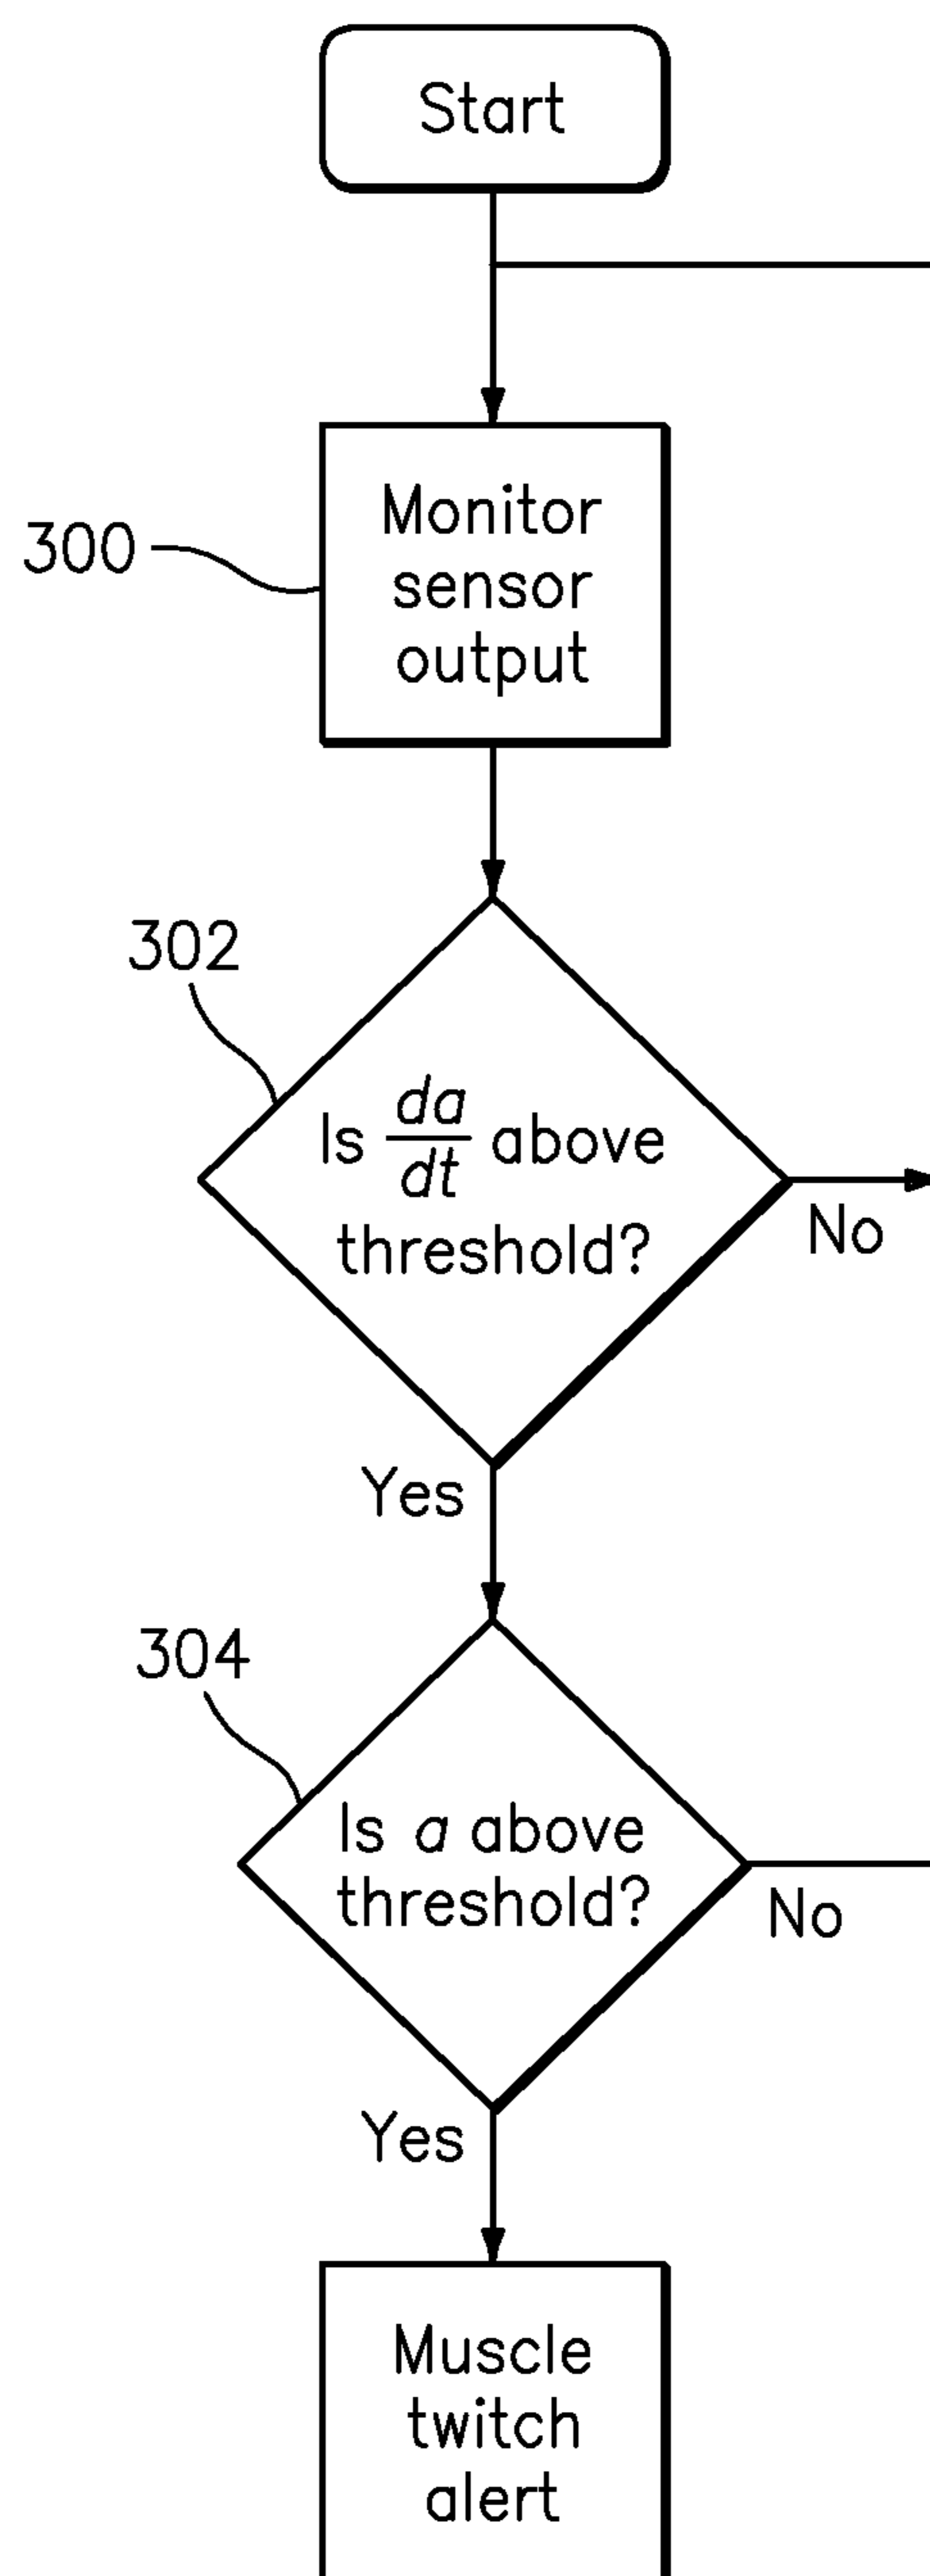 Start
Monitor
sensor
output
300
302
Is da/dt above
threshold?
No
Yes
304
Is a above
threshold?
No
Yes
Muscle
twitch
alert